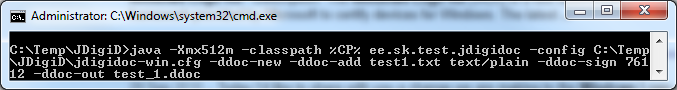 Administrator: C:\Windows\system32\cmd.exe
C:\Temp\JDigiD>java -Xmx512m -classpath %CP% ee.sk.test.jdigidoc -config C:\Temp
\JDigiD\jdigidoc-win.cfg -ddoc-new -ddoc-add test1.txt text/plain -ddoc-sign 761
12 -ddoc-out test_1.ddoc